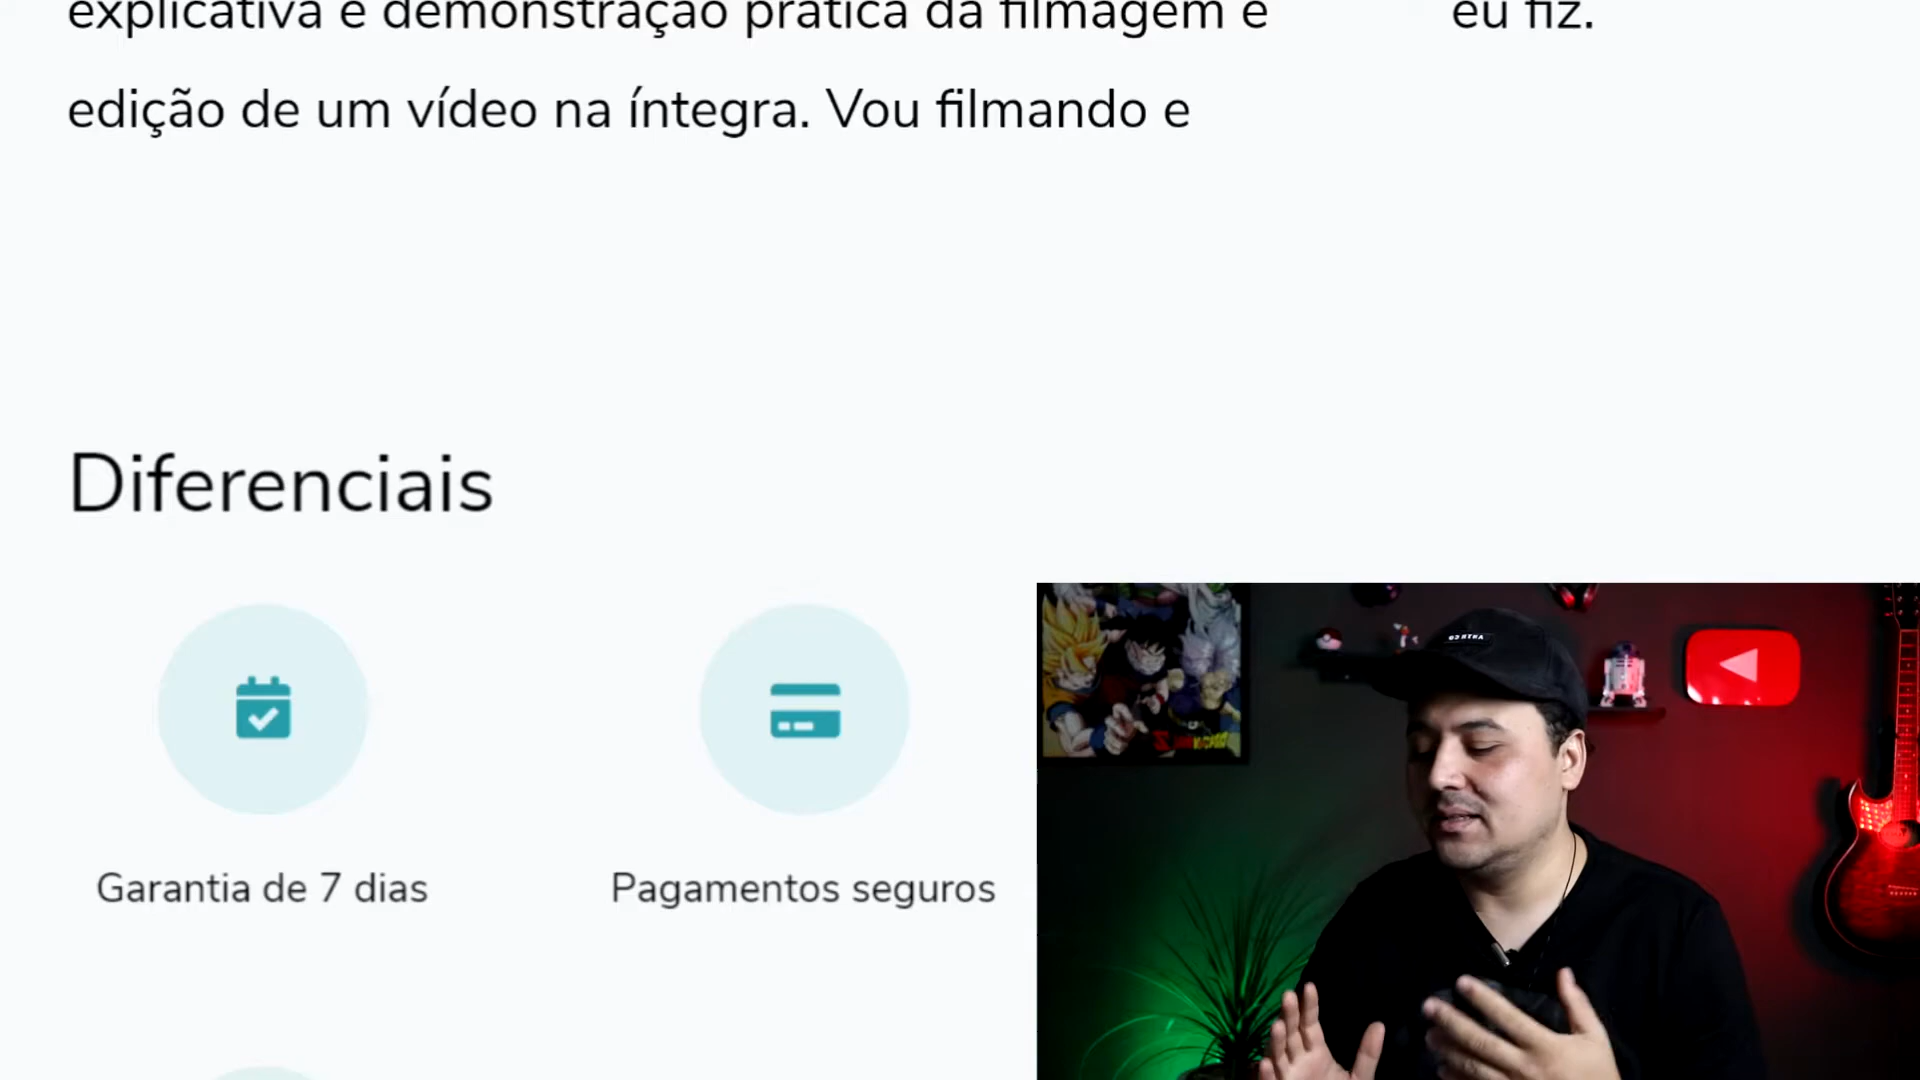 explicativa e demonstração prática da filmagem e
eu fiz.
edição de um vídeo na íntegra. Vou filmando e
Diferenciais
Garantia de 7 dias
Pagamentos seguros